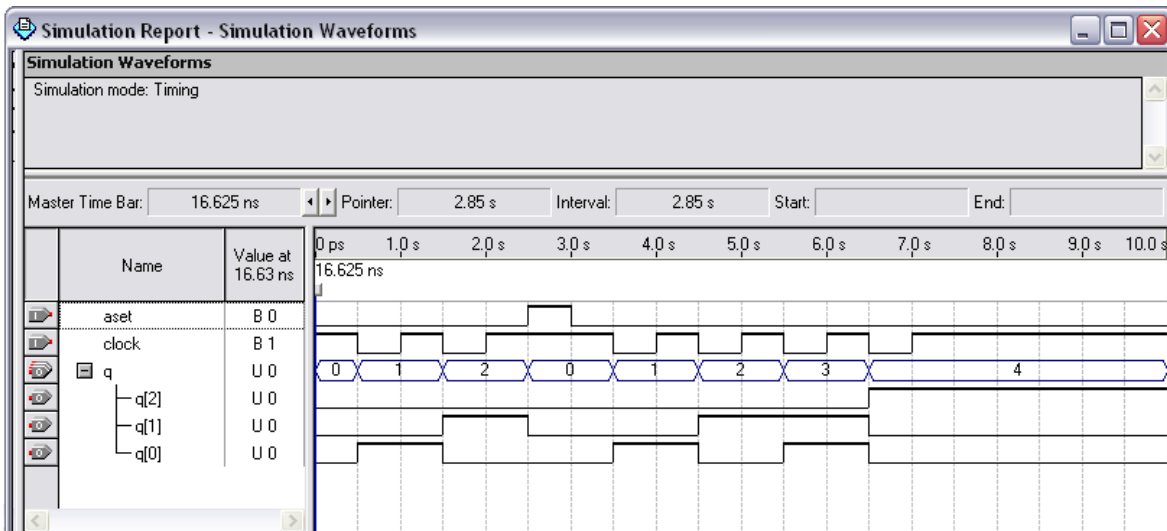 Simulation Report - Simulation Waveforms
Simulation Waveforms
Simulation mode: Timing
Master Time Bar: 16.625 ns Pointer: 2.85 s Interval: 2.85 s Start: End:
Name Value at 16.63 ns 0 ps 1.0 s 2.0 s 3.0 s 4.0 s 5.0 s 6.0 s 7.0 s 8.0 s 9.0 s 10.0 s
16.625 ns
aset B 0
clock B 1
q U 0 0 1 2 0 1 2 3 4
q[2] U 0
q[1] U 0
q[0] U 0